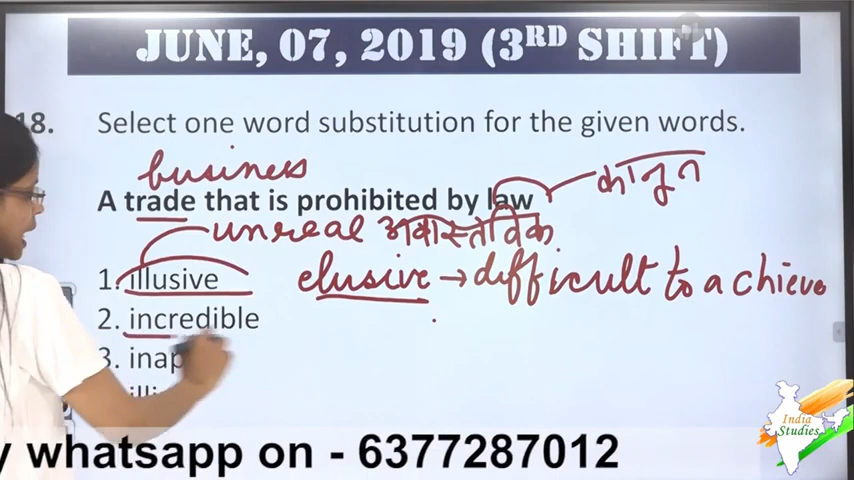 JUNE, 07, 2019 (3RD SHIFT)
18. Select one word substitution for the given words.
business
A trade that is prohibited by law
कानून
unreal अवास्तविक
1. illusive
elusive → difficult to achieve
2. incredible
3. inap
illi
India
Studies
y whatsapp on - 6377287012